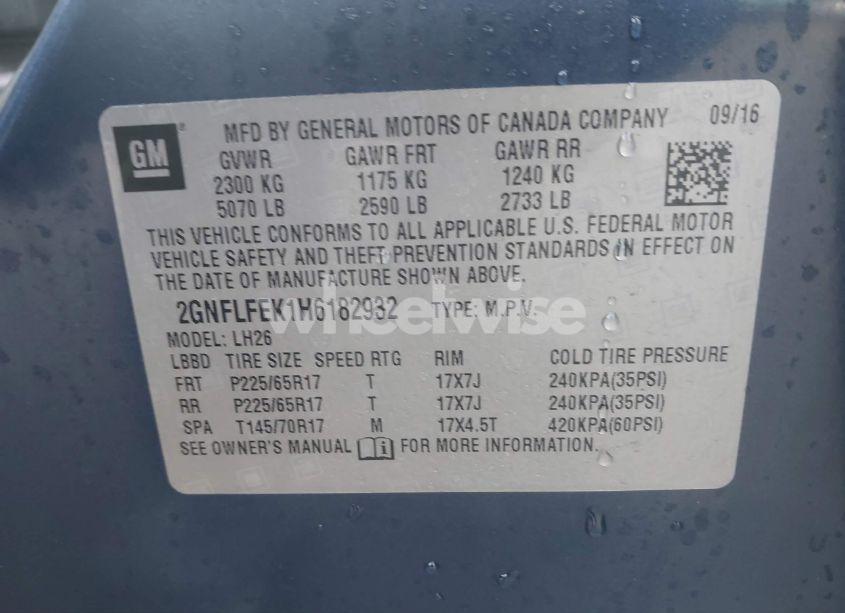 GM
®
MFD BY GENERAL MOTORS OF CANADA COMPANY 09/16
GVWR GAWR FRT GAWR RR
2300 KG 1175 KG 1240 KG
5070 LB 2590 LB 2733 LB
THIS VEHICLE CONFORMS TO ALL APPLICABLE U.S. FEDERAL MOTOR
VEHICLE SAFETY AND THEFT PREVENTION STANDARDS IN EFFECT ON
THE DATE OF MANUFACTURE SHOWN ABOVE.
2GNFLFEK1H6182932 TYPE: M.P.V.
wheelwise
MODEL: LH26
LBBD TIRE SIZE SPEED RTG RIM COLD TIRE PRESSURE
FRT P225/65R17 T 17X7J 240KPA(35PSI)
RR P225/65R17 T 17X7J 240KPA(35PSI)
SPA T145/70R17 M 17X4.5T 420KPA(60PSI)
SEE OWNER'S MANUAL i FOR MORE INFORMATION.